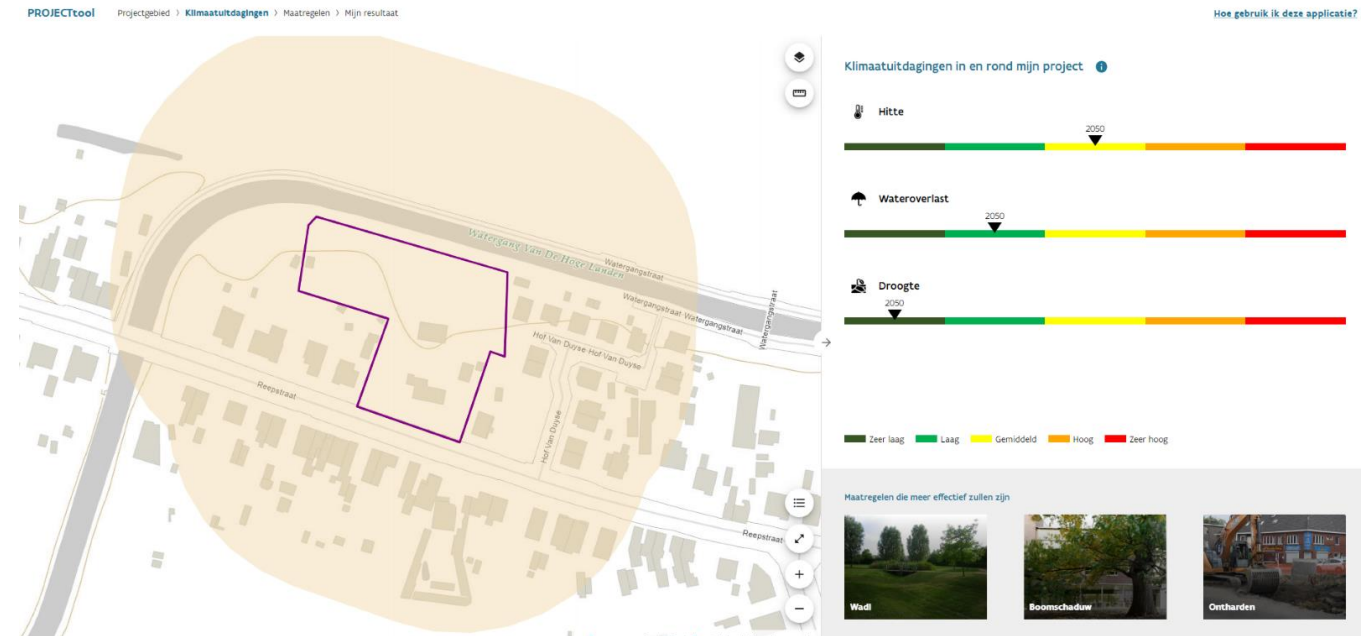 PROJECTtool Projectgebied > Klimaatuitdagingen > Maatregelen > Mijn resultaat
Hoe gebruik ik deze applicatie?
Watergang Van De Hoge Landen
Watergangstraat
Watergangstraat-Watergangstraat
Watergangstraat
Hof Van Duyse-Hof Van Duyse
Hof Van Duyse
Reepstraat
Reepstraat
Klimaatuitdagingen in en rond mijn project
Hitte
2050
Wateroverlast
2050
Droogte
2050
Zeer laag Laag Gemiddeld Hoog Zeer hoog
Maatregelen die meer effectief zullen zijn
Wadi
Boomschaduw
Ontharden